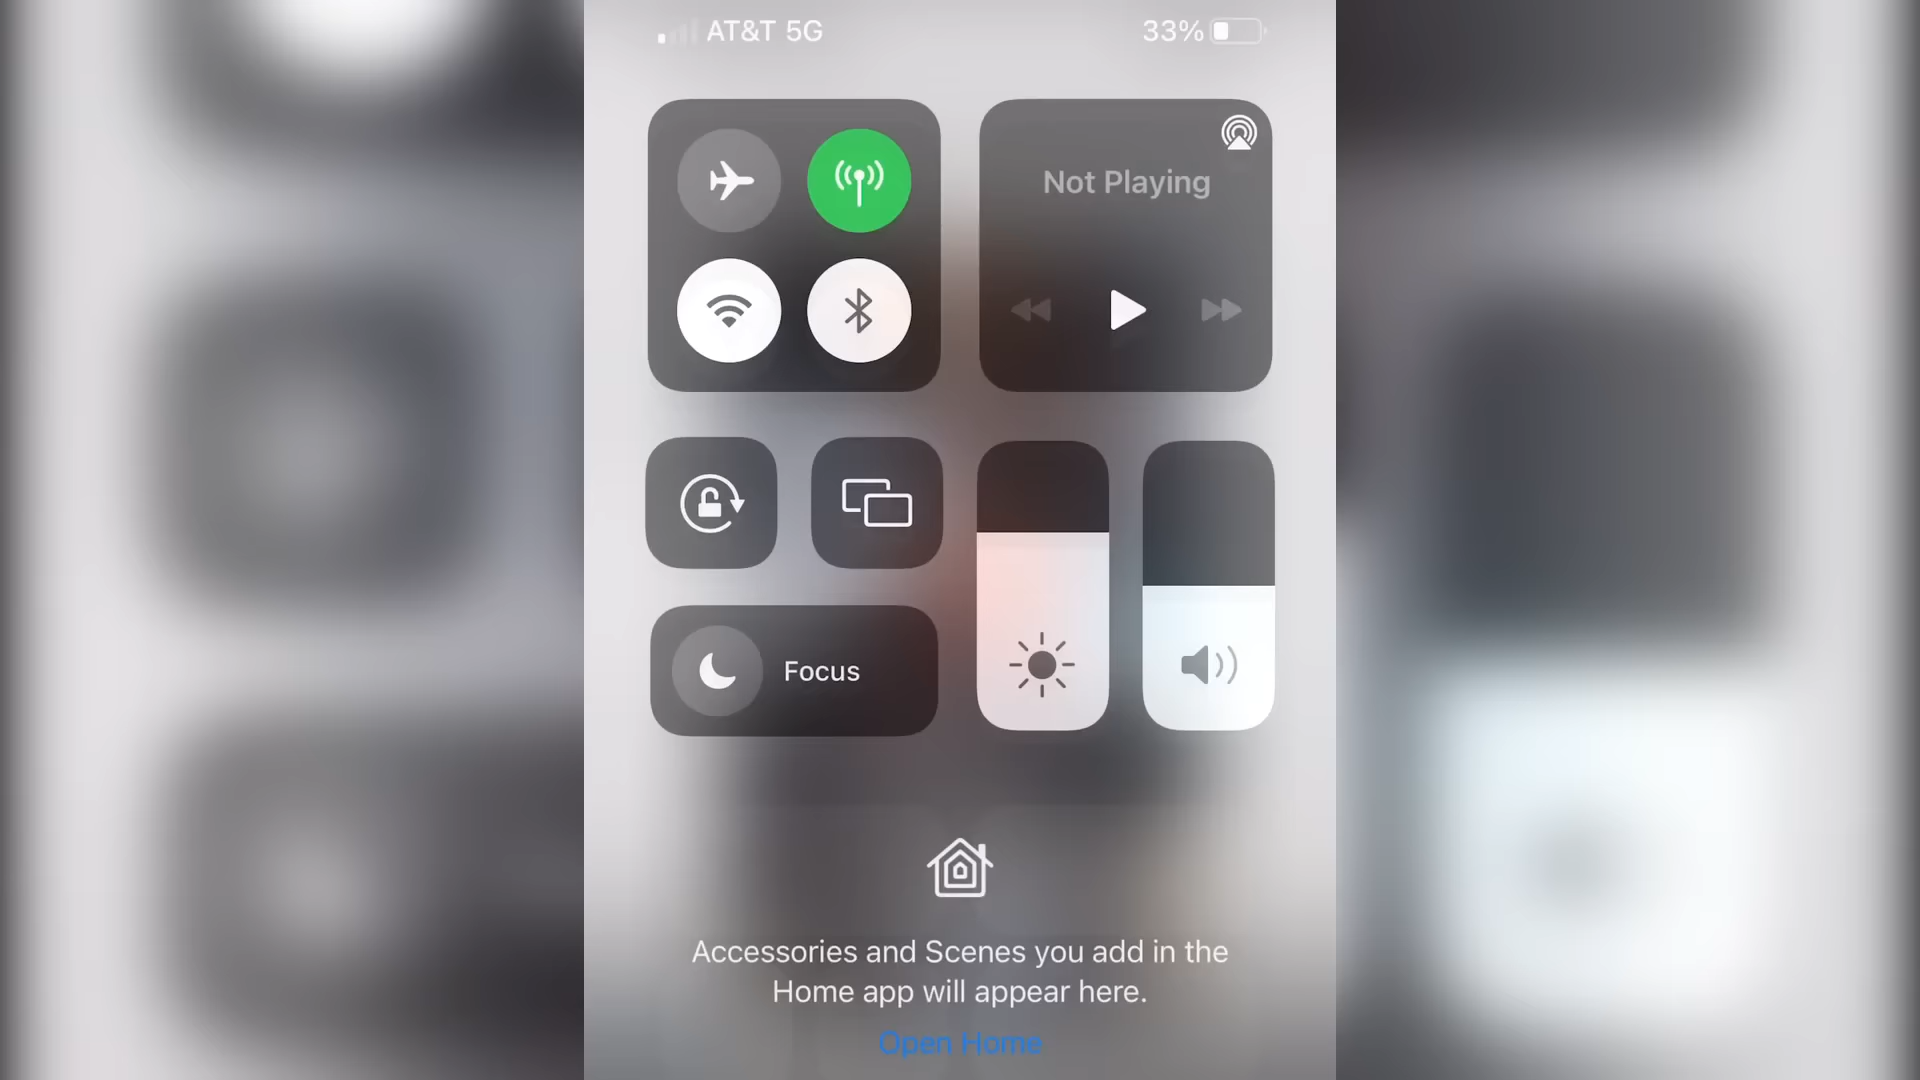 AT&T 5G
33%
Not Playing
Focus
Accessories and Scenes you add in the
Home app will appear here.
Open Home